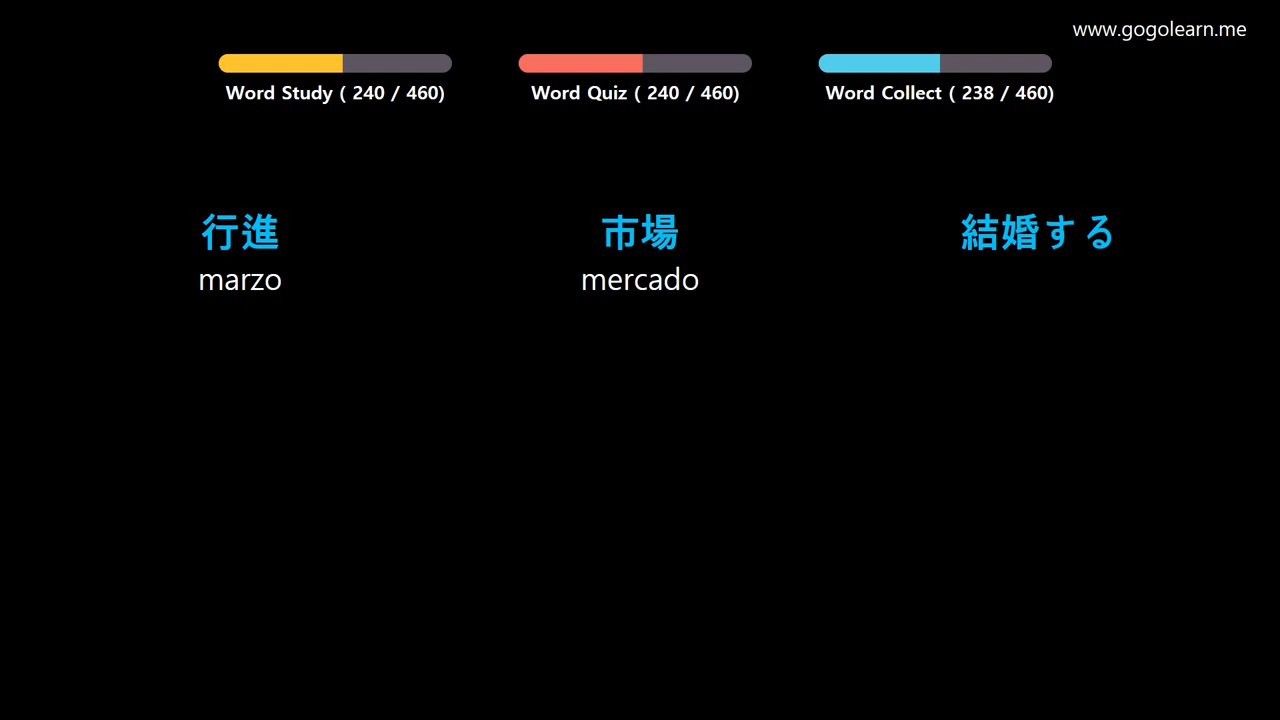 www.gogolearn.me
Word Study ( 240 / 460)
Word Quiz ( 240 / 460)
Word Collect ( 238 / 460)
行進
marzo
市場
mercado
結婚する